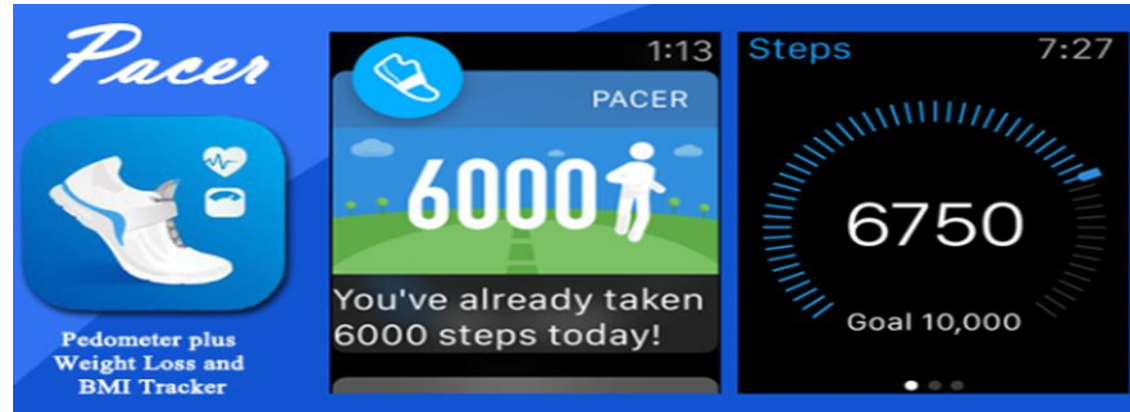 Pacer
Pedometer plus
Weight Loss and
BMI Tracker
1:13
PACER
6000
You've already taken
6000 steps today!
Steps 7:27
6750
Goal 10,000